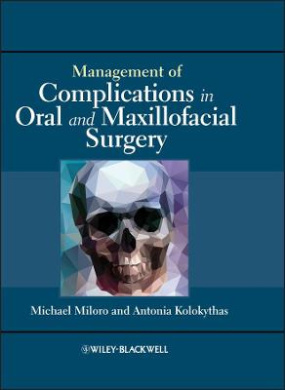 Management of
Complications in
Oral and Maxillofacial
Surgery
Michael Miloro and Antonia Kolokythas
WILEY-BLACKWELL